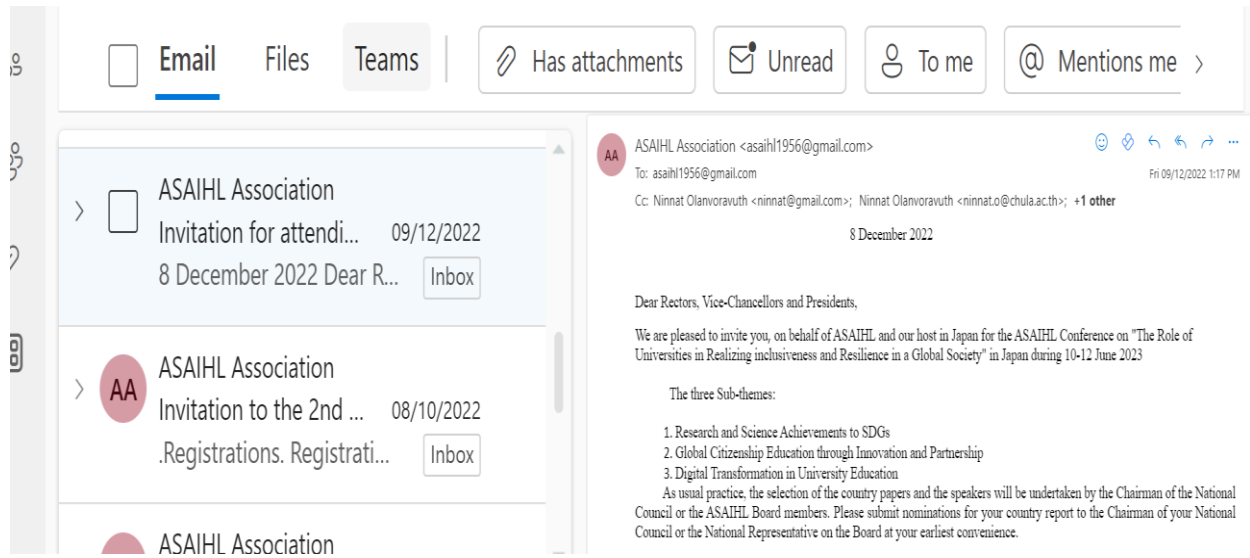 Email Files Teams Has attachments Unread To me @ Mentions me
ASAIHL Association
Invitation for attendi... 09/12/2022
8 December 2022 Dear R... Inbox
AA
ASAIHL Association
Invitation to the 2nd ... 08/10/2022
.Registrations. Registrati... Inbox
ASAIHL Association
AA
ASAIHL Association <asaihl1956@gmail.com>
To: asaihl1956@gmail.com Fri 09/12/2022 1:17 PM
Cc: Ninnat Olanvoravuth <ninnat@gmail.com>; Ninnat Olanvoravuth <ninnat.o@chula.ac.th>; +1 other
8 December 2022
Dear Rectors, Vice-Chancellors and Presidents,
We are pleased to invite you, on behalf of ASAIHL and our host in Japan for the ASAIHL Conference on "The Role of
Universities in Realizing inclusiveness and Resilience in a Global Society" in Japan during 10-12 June 2023
The three Sub-themes:
1. Research and Science Achievements to SDGs
2. Global Citizenship Education through Innovation and Partnership
3. Digital Transformation in University Education
As usual practice, the selection of the country papers and the speakers will be undertaken by the Chairman of the National
Council or the ASAIHL Board members. Please submit nominations for your country report to the Chairman of your National
Council or the National Representative on the Board at your earliest convenience.